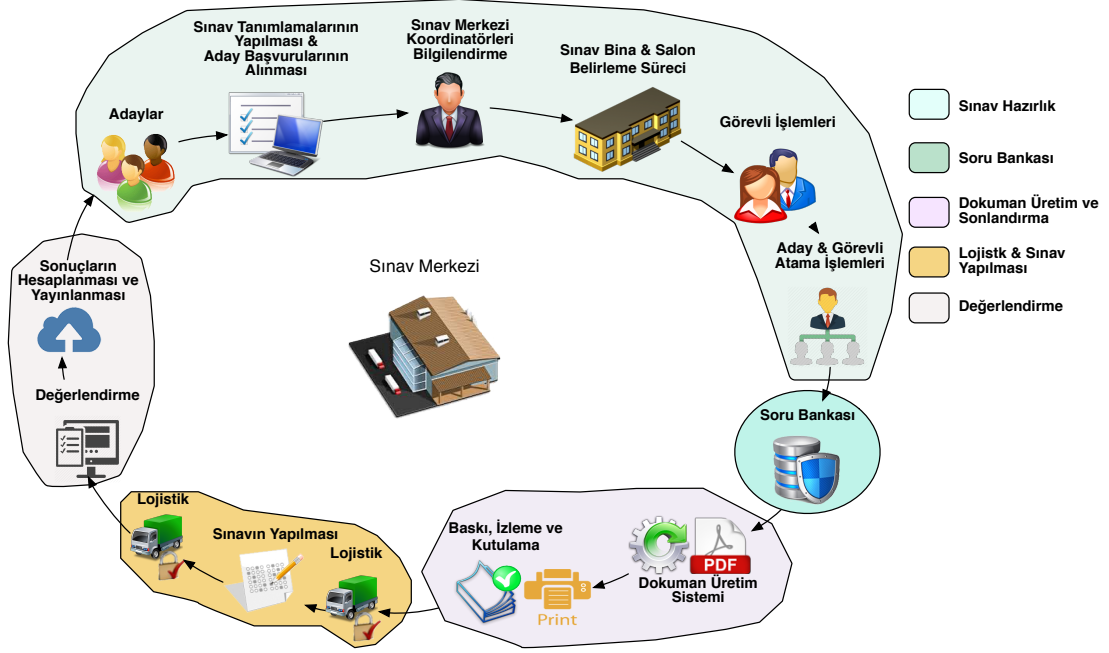 Sınav Tanımlamalarının
Yapılması &
Aday Başvurularının
Alınması
Sınav Merkezi
Koordinatörleri
Bilgilendirme
Sınav Bina & Salon
Belirleme Süreci
Adaylar
Görevli İşlemleri
Aday & Görevli
Atama İşlemleri
Sınav Hazırlık
Soru Bankası
Dokuman Üretim ve
Sonlandırma
Lojistk & Sınav
Yapılması
Değerlendirme
Sınav Merkezi
Sonuçların
Hesaplanması ve
Yayınlanması
Değerlendirme
Soru Bankası
Lojistik
Sınavın Yapılması
Lojistik
Baskı, İzleme ve
Kutulama
Print
PDF
Dokuman Üretim
Sistemi